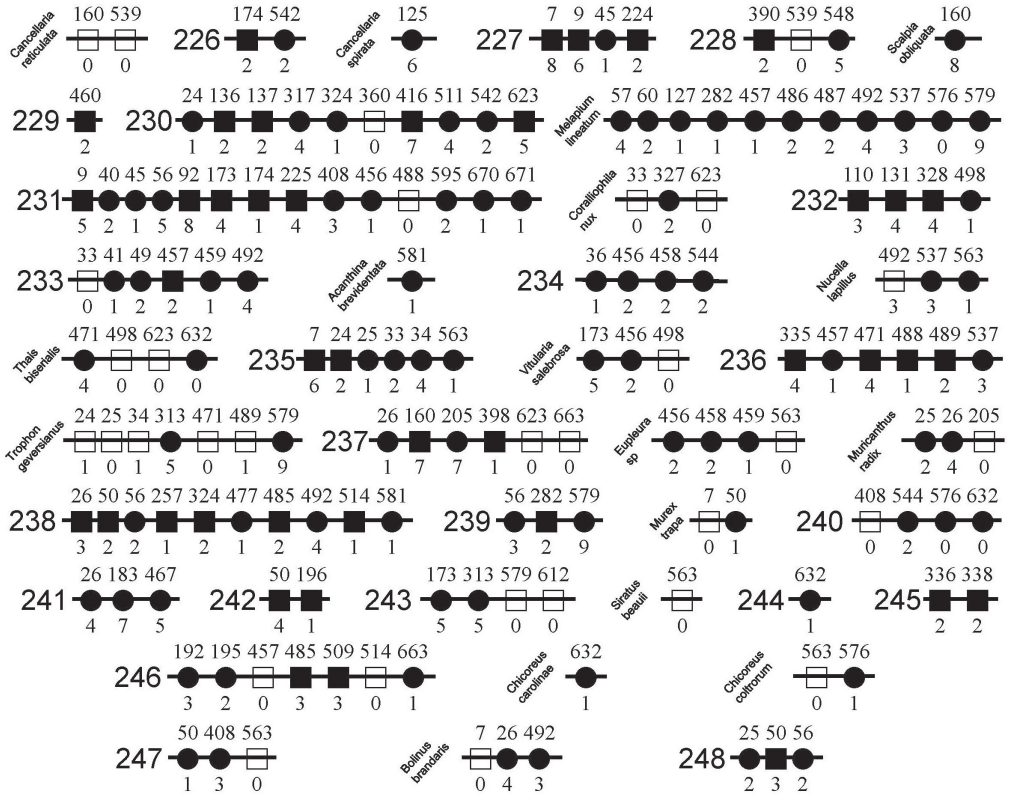 160 539
Cancellaria reticulata
0 0
174 542
226
2 2
125
Cancellaria spirata
6
7 9 45 224
227
8 6 1 2
390 539 548
228
2 0 5
160
Scalpia obliquata
8
460
229
2
24 136 137 317 324 360 416 511 542 623
230
1 2 2 4 1 0 7 4 2 5
57 60 127 282 457 486 487 492 537 576 579
Melapium lineatum
4 2 1 1 1 2 2 4 3 0 9
9 40 45 56 92 173 174 225 408 456 488 595 670 671
231
5 2 1 5 8 4 1 4 3 1 0 2 1 1
33 327 623
Coralliophila nux
0 2 0
110 131 328 498
232
3 4 4 1
33 41 49 457 459 492
233
0 1 2 2 1 4
581
Acanthina brevidentata
1
36 456 458 544
234
1 2 2 2
492 537 563
Nucella lapillus
3 3 1
471 498 623 632
Thais biserialis
4 0 0 0
7 24 25 33 34 563
235
6 2 1 2 4 1
173 456 498
Vitularia salebrosa
5 2 0
335 457 471 488 489 537
236
4 1 4 1 2 3
24 25 34 313 471 489 579
Trophon geversianus
1 0 1 5 0 1 9
26 160 205 398 623 663
237
1 7 7 1 0 0
456 458 459 563
Eupleura sp
2 2 1 0
25 26 205
Muricanthus radix
2 4 0
26 50 56 257 324 477 485 492 514 581
238
3 2 2 1 2 1 2 4 1 1
56 282 579
239
3 2 9
7 50
Murex trapa
0 1
408 544 576 632
240
0 2 0 0
26 183 467
241
4 7 5
50 196
242
4 1
173 313 579 612
243
5 5 0 0
563
Siratus beauii
0
632
244
1
336 338
245
2 2
192 195 457 485 509 514 663
246
3 2 0 3 3 0 1
632
Chicoreus carolinae
1
563 576
Chicoreus coltrorum
0 1
50 408 563
247
1 3 0
7 26 492
Bolinus brandaris
0 4 3
25 50 56
248
2 3 2